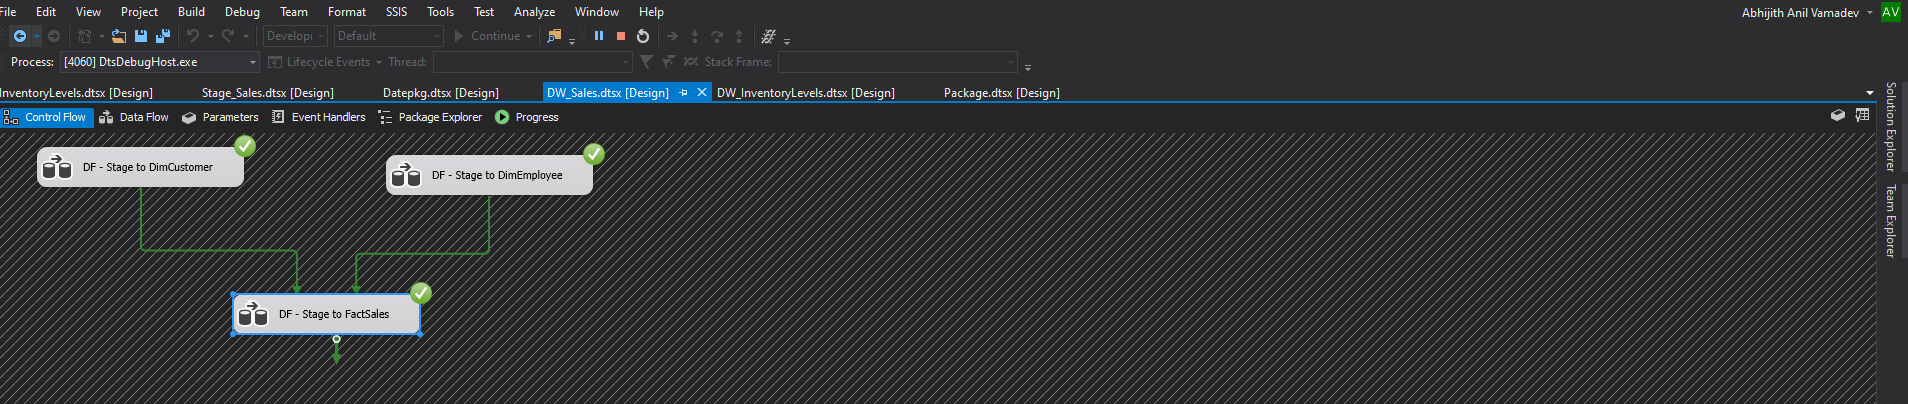 File Edit View Project Build Debug Team Format SSIS Tools Test Analyze Window Help Abhijith Anil Vamadev AV
Developi Default Continue
Process: [4060] DtsDebugHost.exe Lifecycle Events Thread: Stack Frame:
InventoryLevels.dtsx [Design] Stage_Sales.dtsx [Design] Datepkg.dtsx [Design] DW_Sales.dtsx [Design] DW_InventoryLevels.dtsx [Design] Package.dtsx [Design]
Control Flow Data Flow Parameters Event Handlers Package Explorer Progress
DF - Stage to DimCustomer
DF - Stage to DimEmployee
DF - Stage to FactSales
Solution Explorer
Team Explorer